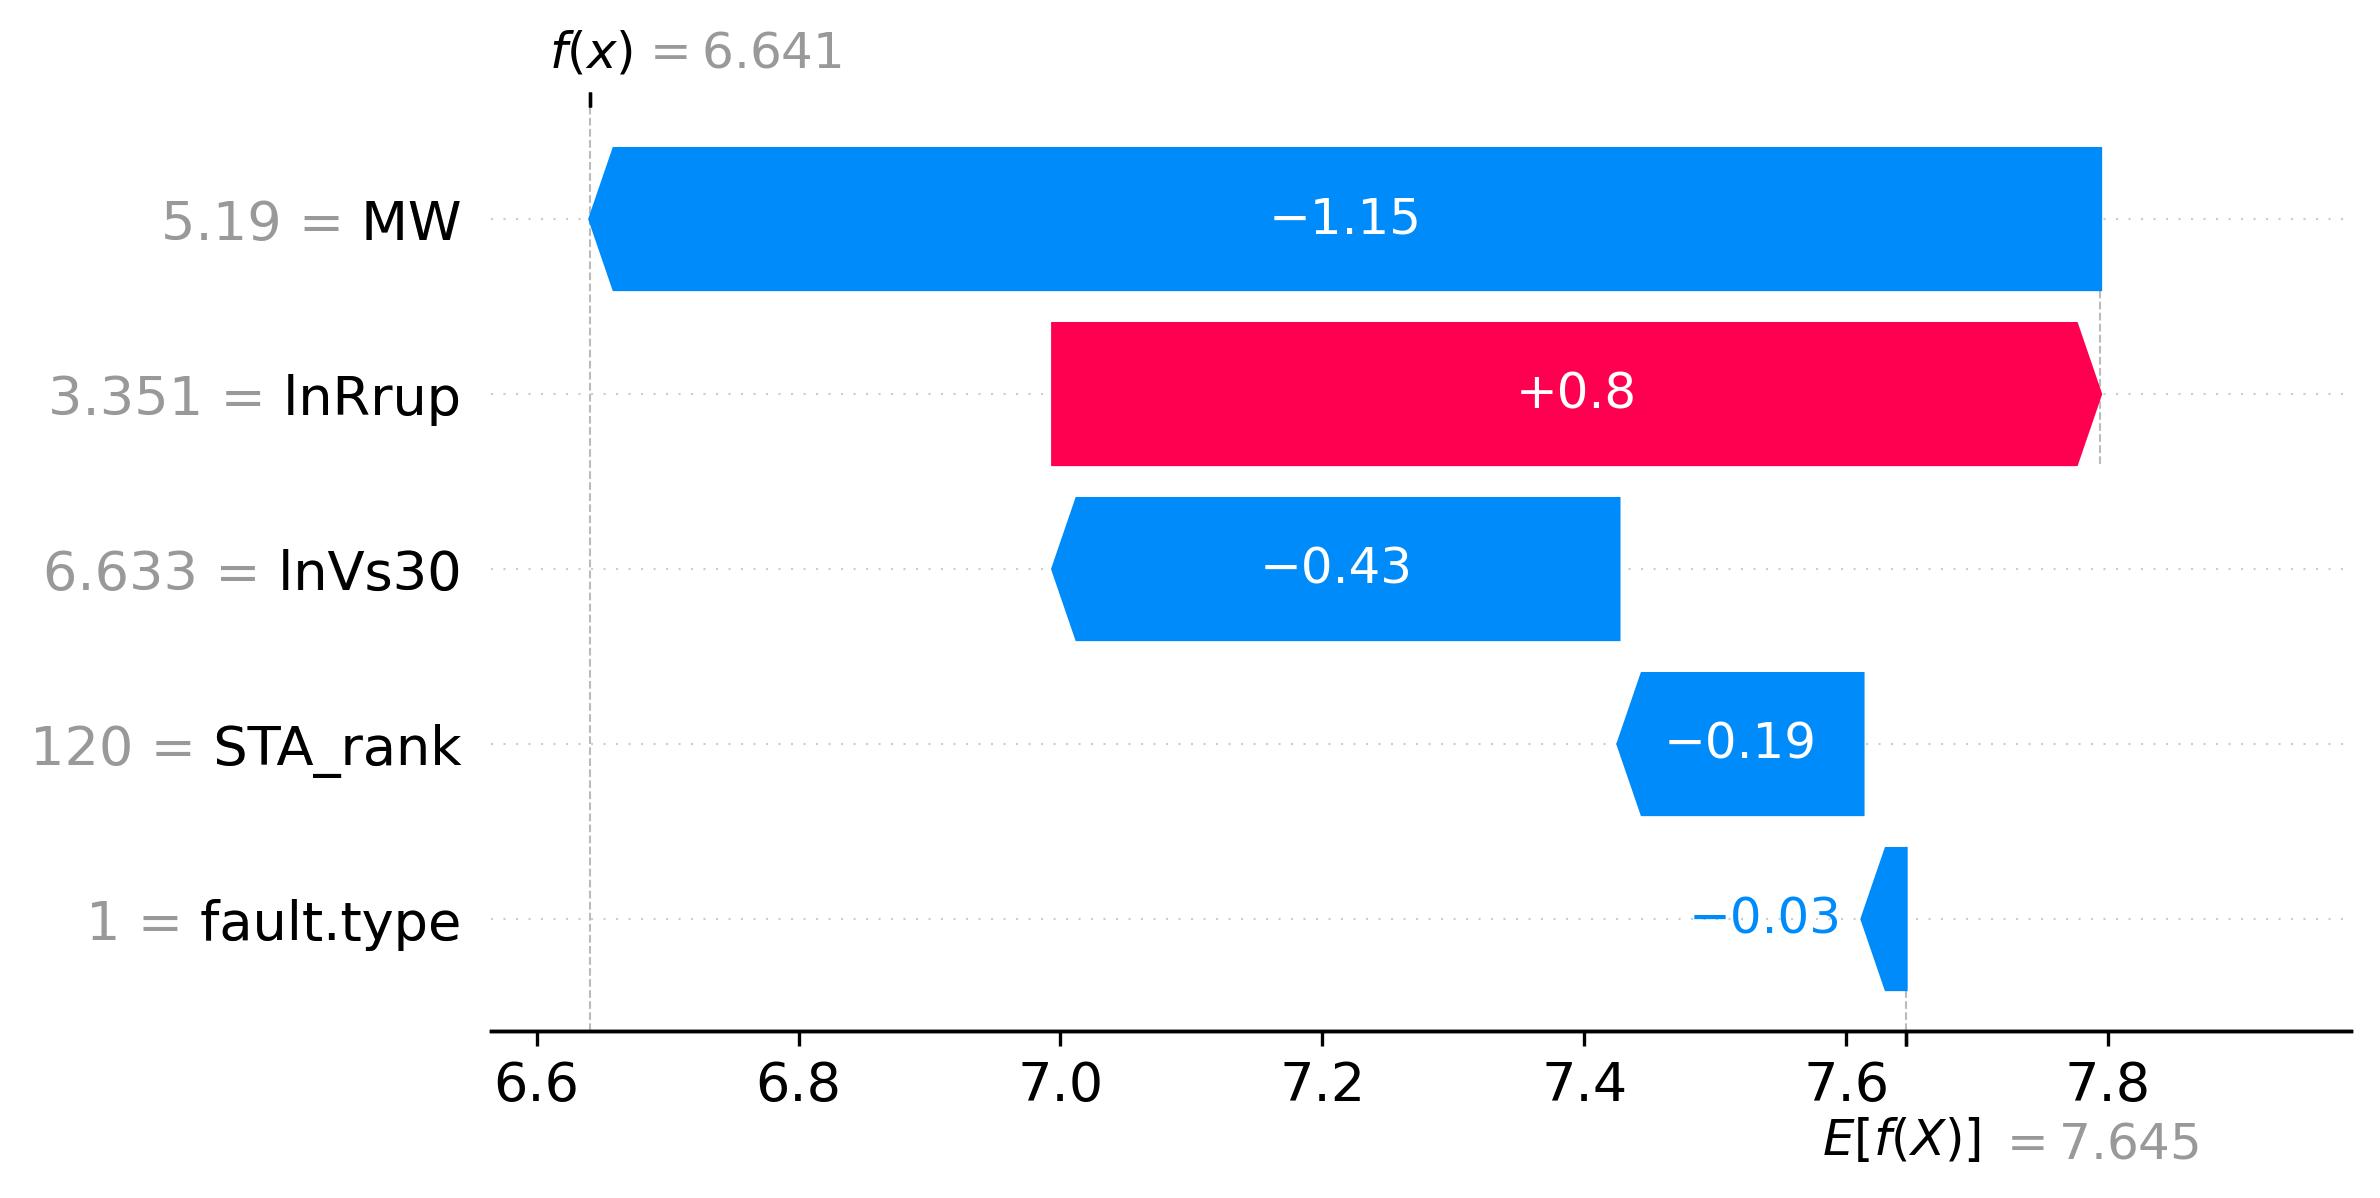 f(x) = 6.641
5.19 = MW
−1.15
3.351 = lnRrup
+0.8
6.633 = lnVs30
−0.43
120 = STA_rank
−0.19
1 = fault.type
−0.03
6.6 6.8 7.0 7.2 7.4 7.6 7.8
E[f(X)] = 7.645